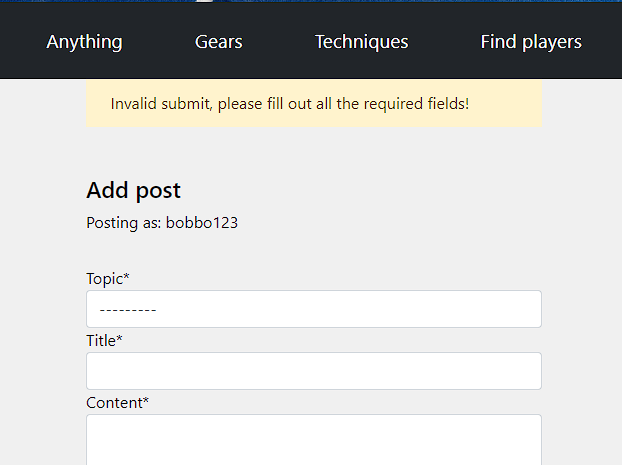 Anything Gears Techniques Find players
Invalid submit, please fill out all the required fields!
Add post
Posting as: bobbo123
Topic*
---------
Title*
Content*